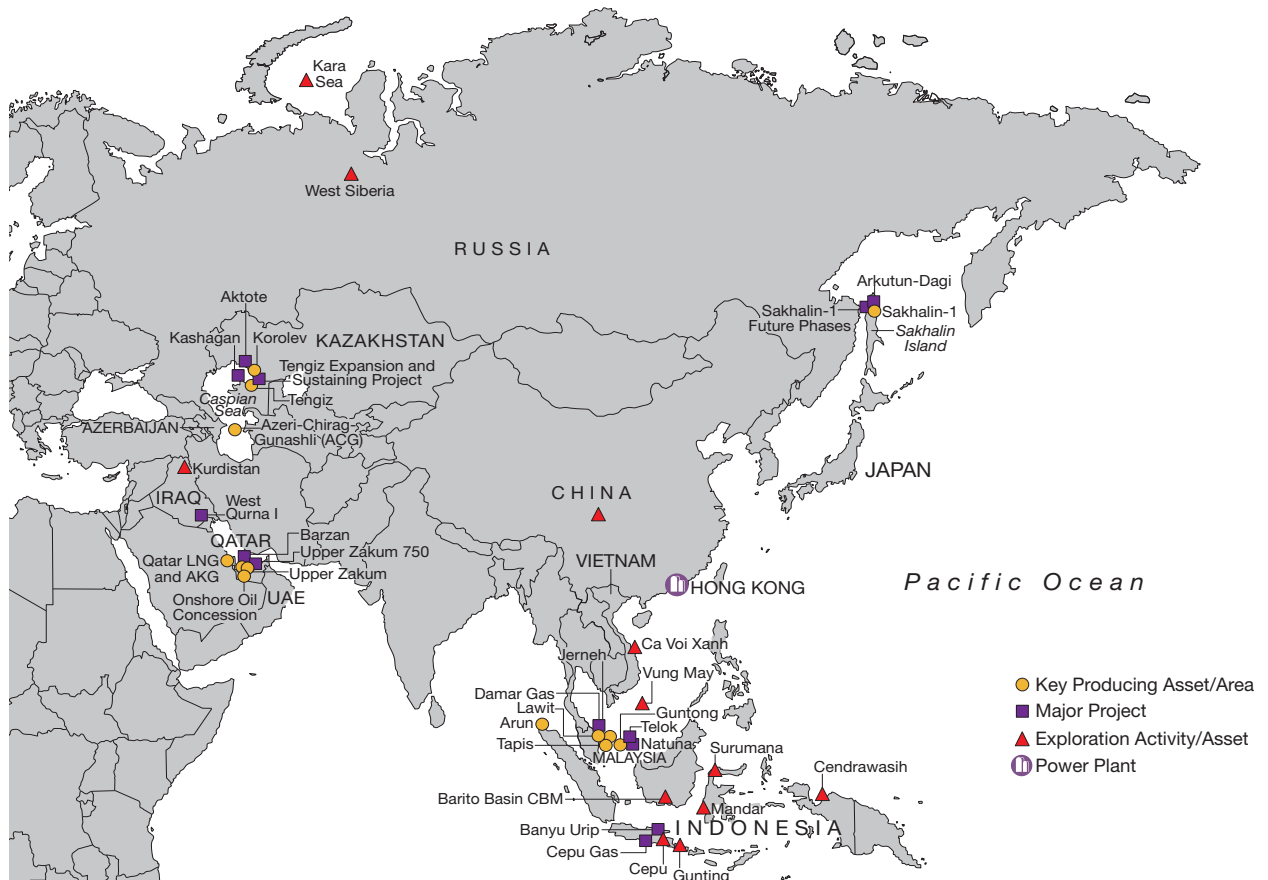 Kara
Sea
West Siberia
RUSSIA
Arkutun-Dagi
Aktote
Sakhalin-1
Future Phases
Sakhalin-1
Sakhalin
Island
Kashagan
Korolev
KAZAKHSTAN
Tengiz Expansion and
Sustaining Project
Tengiz
Caspian
Sea
AZERBAIJAN
Azeri-Chirag-
Gunashli (ACG)
Kurdistan
JAPAN
IRAQ
West
Qurna I
CHINA
QATAR
Barzan
Upper Zakum 750
Qatar LNG
and AKG
Upper Zakum
VIETNAM
HONG KONG
Pacific Ocean
Onshore Oil
Concession
UAE
Ca Voi Xanh
Jerneh
Vung May
Damar Gas
Lawit
Arun
Guntong
Telok
Tapis
Natuna
MALAYSIA
Surumana
Cendrawasih
Barito Basin CBM
Mandar
Banyu Urip
INDONESIA
Cepu Gas
Cepu
Gunting
Key Producing Asset/Area
Major Project
Exploration Activity/Asset
Power Plant